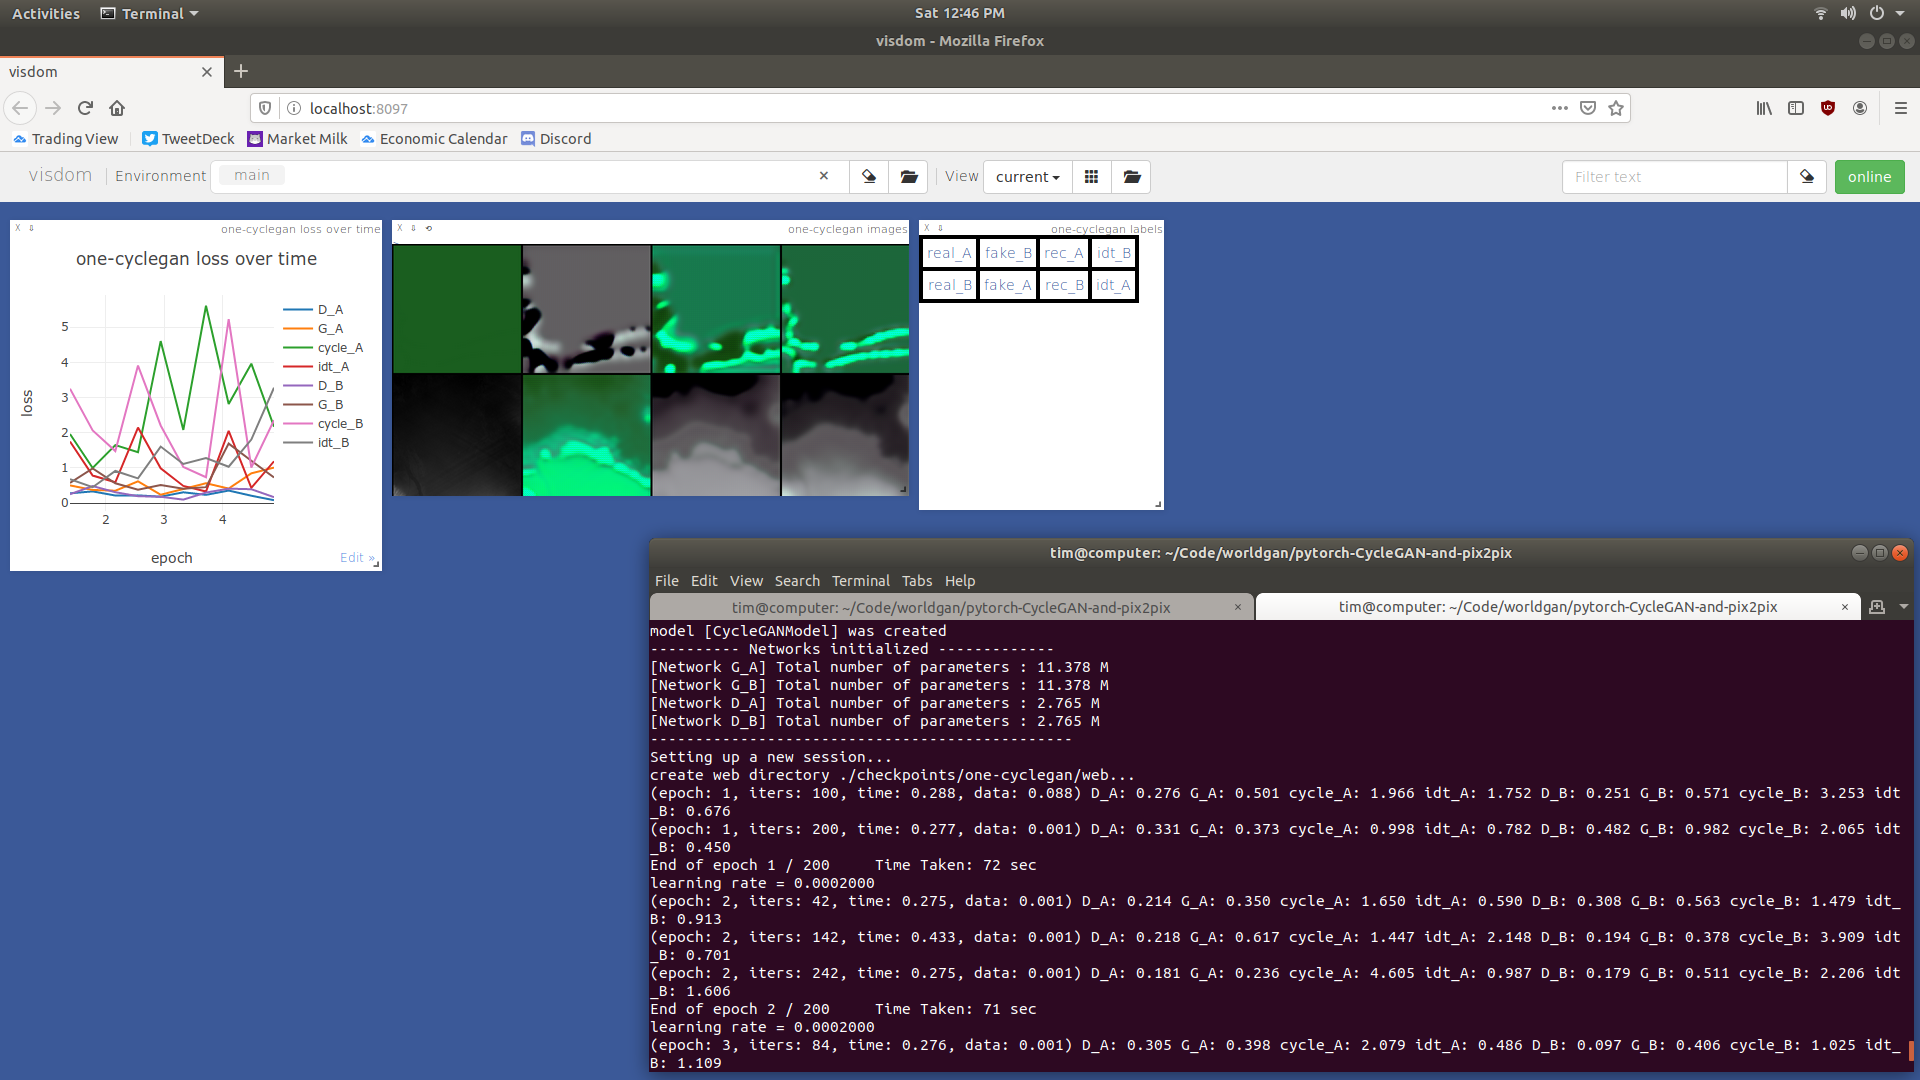 Activities Terminal Sat 12:46 PM
visdom - Mozilla Firefox
visdom
localhost:8097
Trading View TweetDeck Market Milk Economic Calendar Discord
visdom Environment main View current Filter text online
one-cyclegan loss over time
one-cyclegan loss over time
D_A
G_A
cycle_A
idt_A
D_B
G_B
cycle_B
idt_B
5
4
3
2
1
0
loss
2 3 4
epoch
Edit »
one-cyclegan images
one-cyclegan labels
real_A fake_B rec_A idt_B
real_B fake_A rec_B idt_A
tim@computer: ~/Code/worldgan/pytorch-CycleGAN-and-pix2pix
File Edit View Search Terminal Tabs Help
tim@computer: ~/Code/worldgan/pytorch-CycleGAN-and-pix2pix tim@computer: ~/Code/worldgan/pytorch-CycleGAN-and-pix2pix
model [CycleGANModel] was created
---------- Networks initialized -------------
[Network G_A] Total number of parameters : 11.378 M
[Network G_B] Total number of parameters : 11.378 M
[Network D_A] Total number of parameters : 2.765 M
[Network D_B] Total number of parameters : 2.765 M
-----------------------------------------------
Setting up a new session...
create web directory ./checkpoints/one-cyclegan/web...
(epoch: 1, iters: 100, time: 0.288, data: 0.088) D_A: 0.276 G_A: 0.501 cycle_A: 1.966 idt_A: 1.752 D_B: 0.251 G_B: 0.571 cycle_B: 3.253 idt
_B: 0.676
(epoch: 1, iters: 200, time: 0.277, data: 0.001) D_A: 0.331 G_A: 0.373 cycle_A: 0.998 idt_A: 0.782 D_B: 0.482 G_B: 0.982 cycle_B: 2.065 idt
_B: 0.450
End of epoch 1 / 200 Time Taken: 72 sec
learning rate = 0.0002000
(epoch: 2, iters: 42, time: 0.275, data: 0.001) D_A: 0.214 G_A: 0.350 cycle_A: 1.650 idt_A: 0.590 D_B: 0.308 G_B: 0.563 cycle_B: 1.479 idt_
B: 0.913
(epoch: 2, iters: 142, time: 0.433, data: 0.001) D_A: 0.218 G_A: 0.617 cycle_A: 1.447 idt_A: 2.148 D_B: 0.194 G_B: 0.378 cycle_B: 3.909 idt
_B: 0.701
(epoch: 2, iters: 242, time: 0.275, data: 0.001) D_A: 0.181 G_A: 0.236 cycle_A: 4.605 idt_A: 0.987 D_B: 0.179 G_B: 0.511 cycle_B: 2.206 idt
_B: 1.606
End of epoch 2 / 200 Time Taken: 71 sec
learning rate = 0.0002000
(epoch: 3, iters: 84, time: 0.276, data: 0.001) D_A: 0.305 G_A: 0.398 cycle_A: 2.079 idt_A: 0.486 D_B: 0.097 G_B: 0.406 cycle_B: 1.025 idt_
B: 1.109